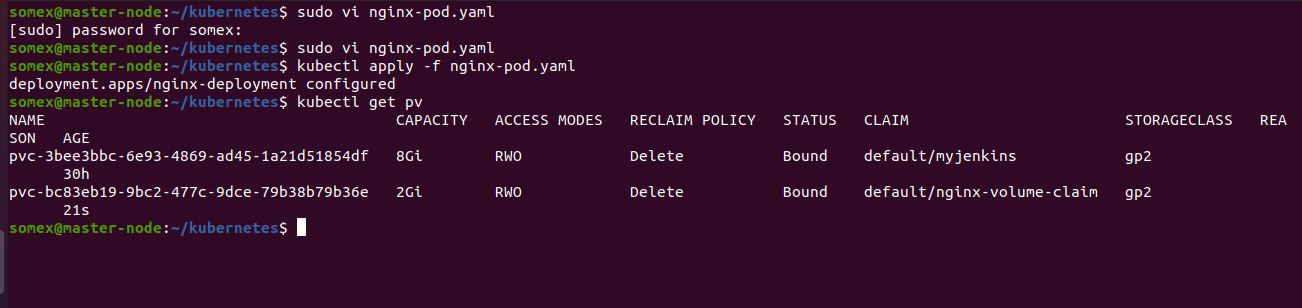 somex@master-node:~/kubernetes$ sudo vi nginx-pod.yaml
[sudo] password for somex:
somex@master-node:~/kubernetes$ sudo vi nginx-pod.yaml
somex@master-node:~/kubernetes$ kubectl apply -f nginx-pod.yaml
deployment.apps/nginx-deployment configured
somex@master-node:~/kubernetes$ kubectl get pv
NAME                                       CAPACITY   ACCESS MODES   RECLAIM POLICY   STATUS   CLAIM                        STORAGECLASS   REA
SON   AGE
pvc-3bee3bbc-6e93-4869-ad45-1a21d51854df   8Gi        RWO            Delete           Bound    default/myjenkins            gp2
      30h
pvc-bc83eb19-9bc2-477c-9dce-79b38b79b36e   2Gi        RWO            Delete           Bound    default/nginx-volume-claim   gp2
      21s
somex@master-node:~/kubernetes$